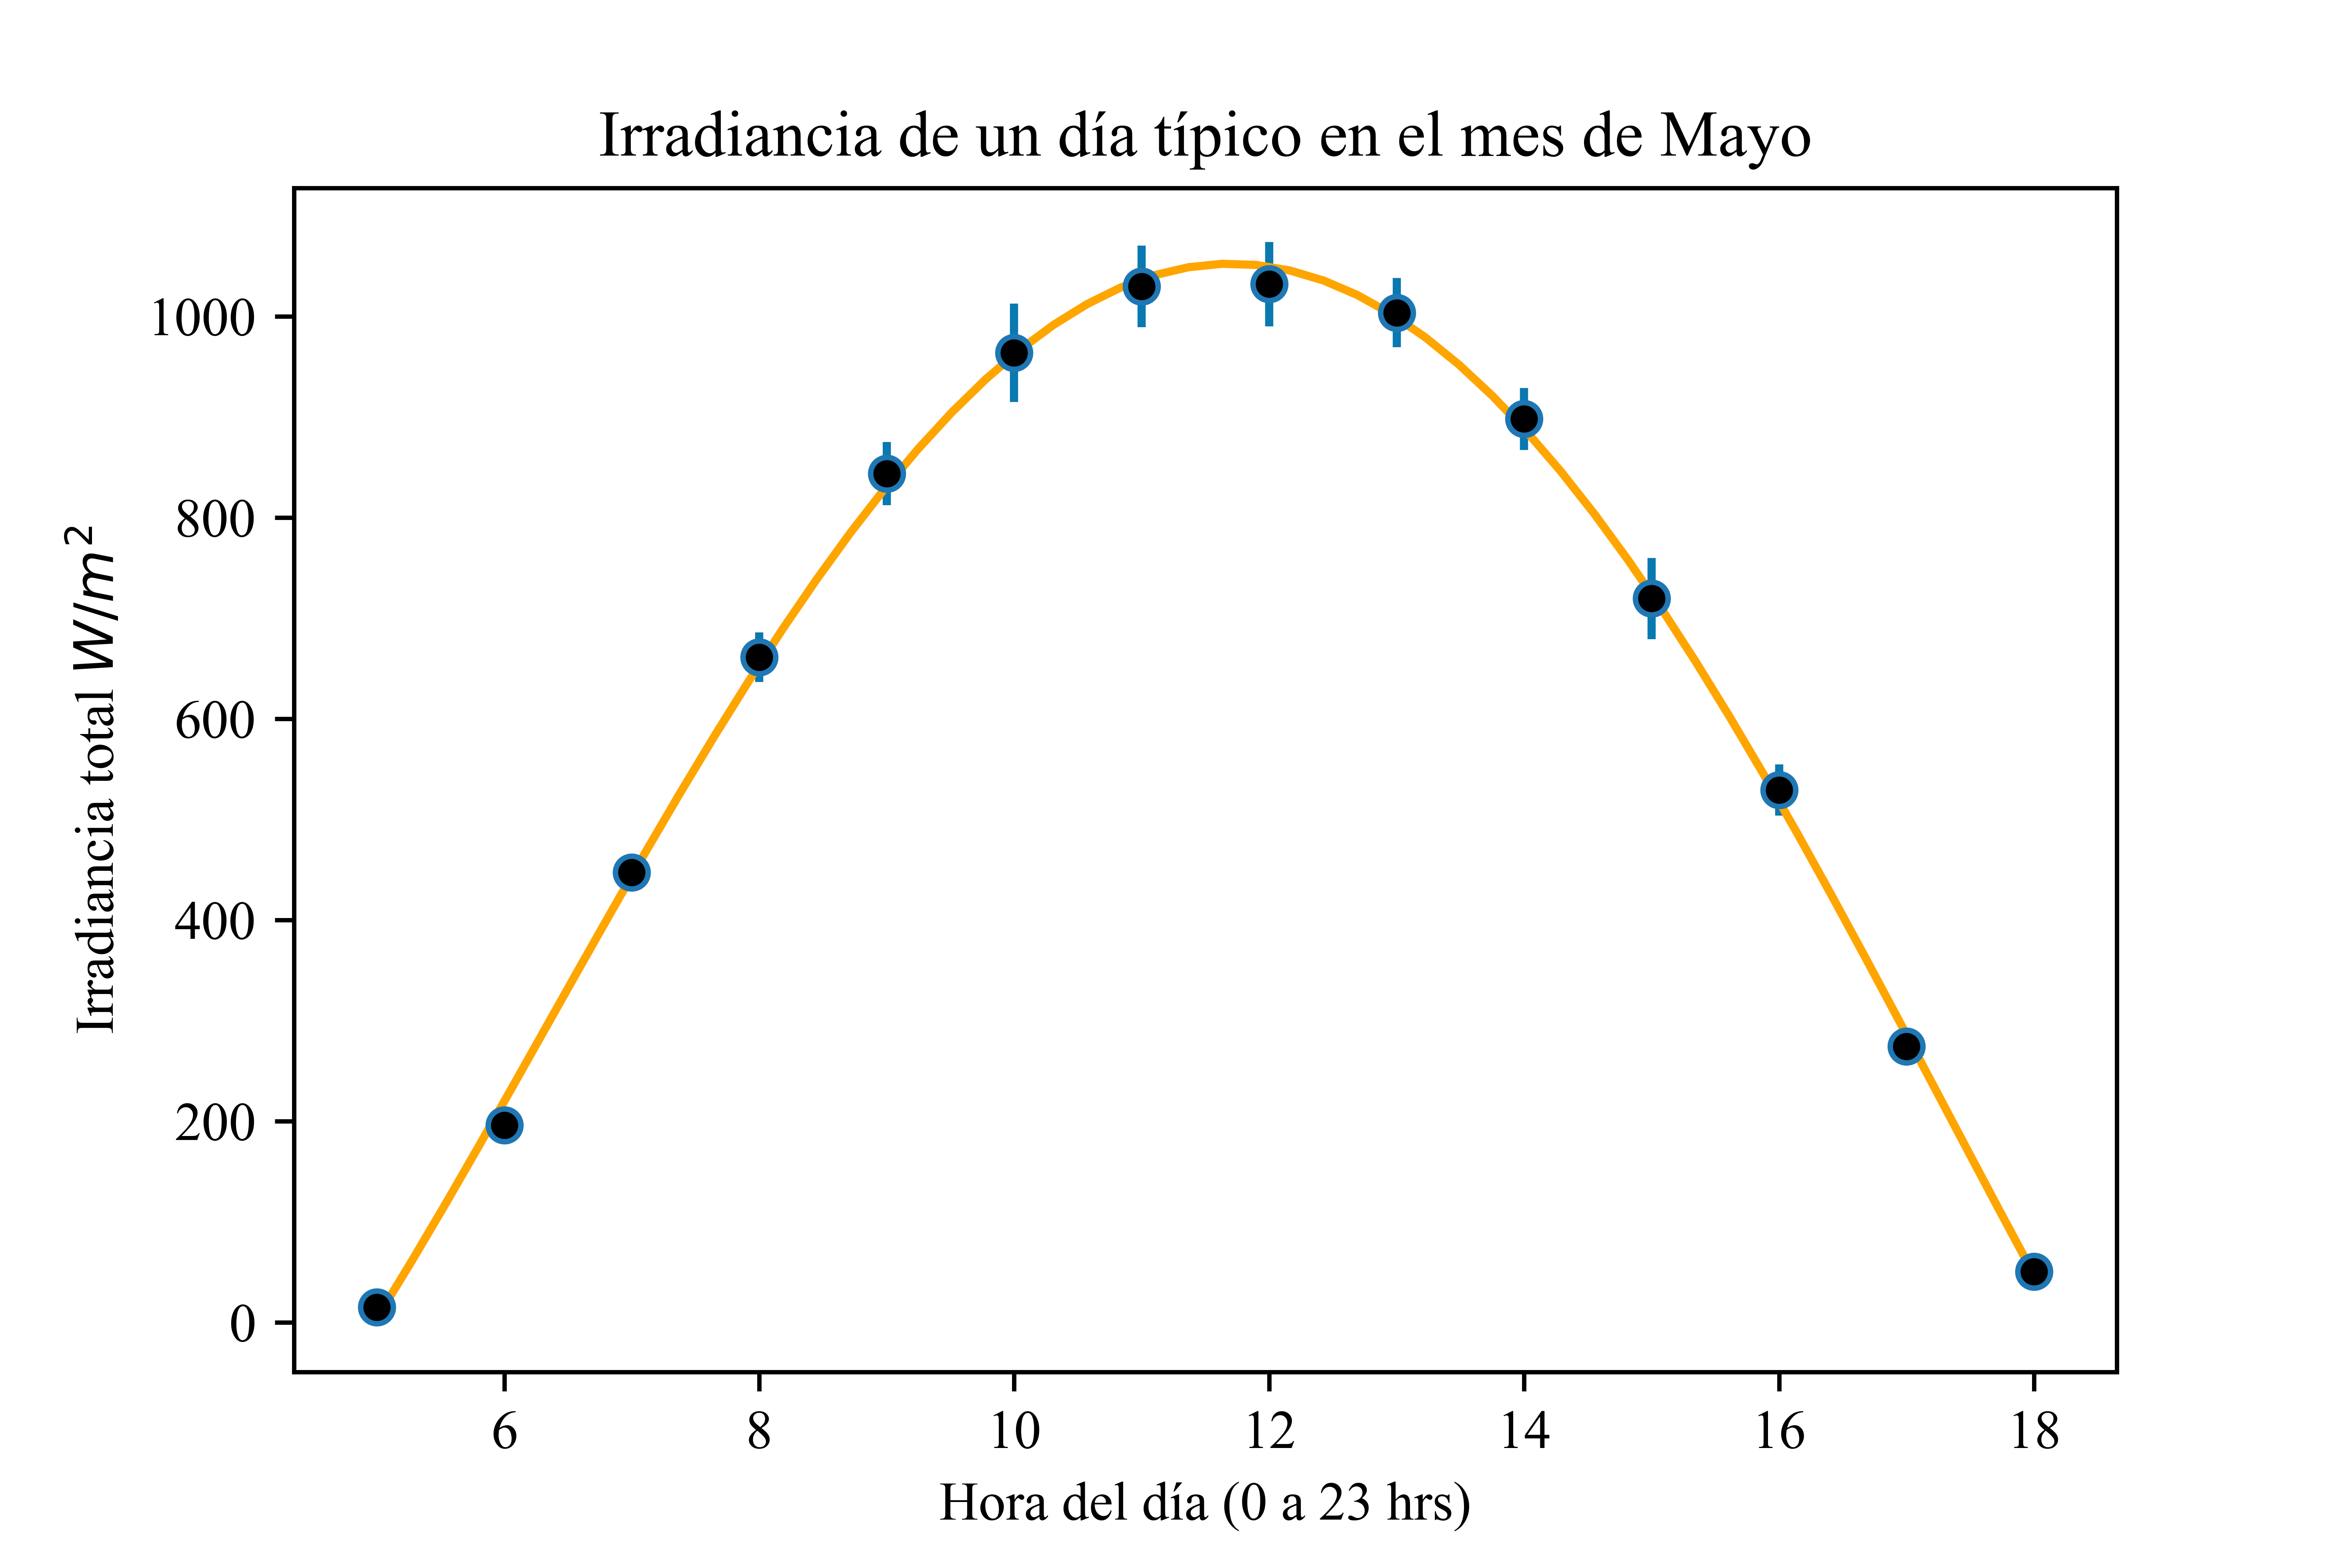 Irradiancia de un día típico en el mes de Mayo
Irradiancia total W/m²
1000
800
600
400
200
0
6 8 10 12 14 16 18
Hora del día (0 a 23 hrs)